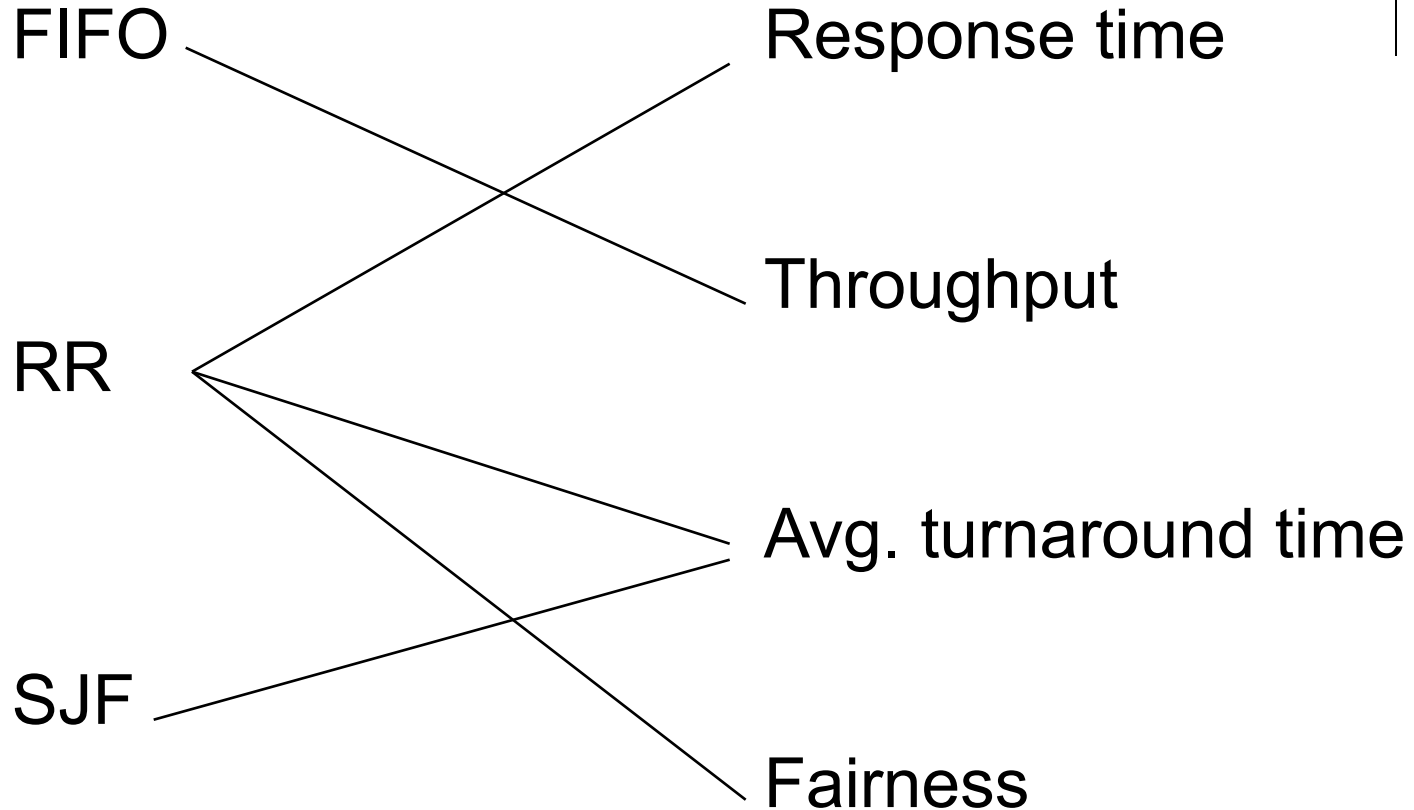 FIFO
Response time
Throughput
RR
Avg. turnaround time
SJF
Fairness